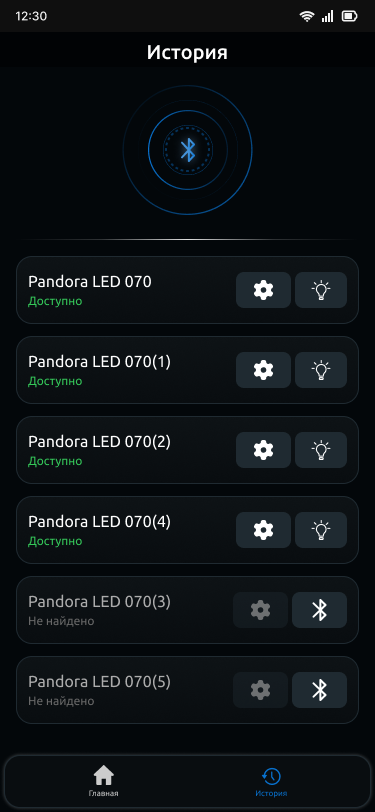 12:30
История
Pandora LED 070
Доступно
Pandora LED 070(1)
Доступно
Pandora LED 070(2)
Доступно
Pandora LED 070(4)
Доступно
Pandora LED 070(3)
Не найдено
Pandora LED 070(5)
Не найдено
Главная
История